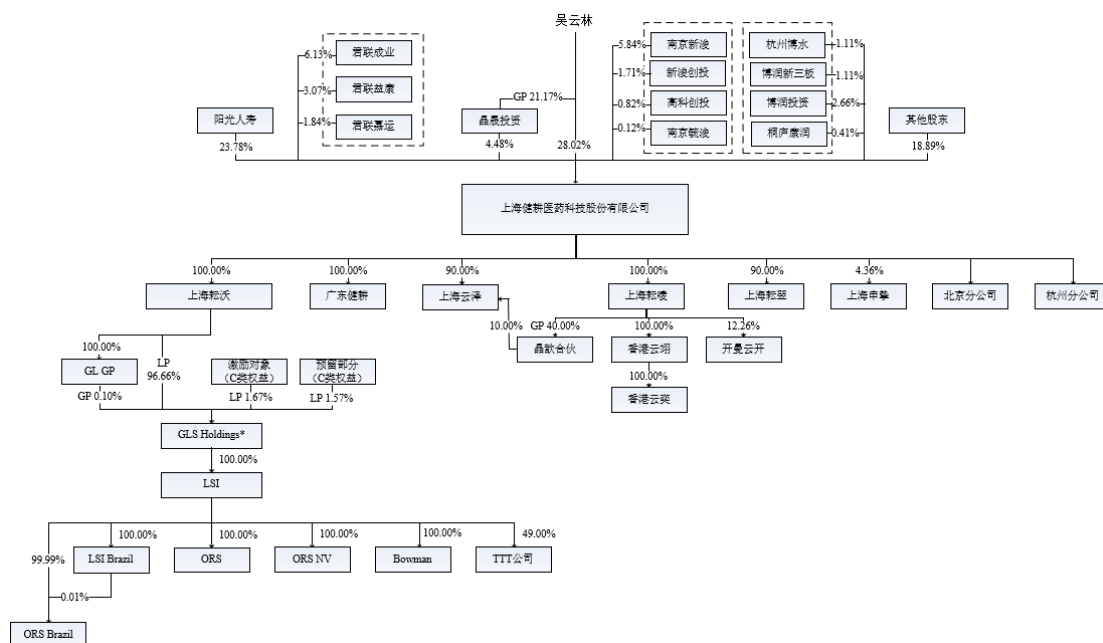 吴云林
6.13%
君联成业
3.07%
君联益康
1.84%
君联嘉运
5.84%
南京新浚
1.71%
新浚创投
0.82%
高科创投
0.12%
南京毓浚
杭州博水
1.11%
博润新三板
1.11%
博润投资
2.66%
桐庐康润
0.41%
GP 21.17%
阳光人寿
23.78%
晶晟投资
4.48%
28.02%
其他股东
18.89%
上海健耕医药科技股份有限公司
100.00%
100.00%
90.00%
100.00%
90.00%
4.36%
上海耘沃
广东健耕
上海云泽
上海耘崚
上海耘翌
上海申挚
北京分公司
杭州分公司
10.00%
GP 40.00%
100.00%
12.26%
晶歆合伙
香港云翊
开曼云开
100.00%
香港云奕
100.00%
LP
96.66%
GL GP
激励对象
(C类权益)
预留部分
(C类权益)
GP 0.10%
LP 1.67%
LP 1.57%
GLS Holdings*
100.00%
LSI
99.99%
100.00%
100.00%
100.00%
100.00%
49.00%
LSI Brazil
ORS
ORS NV
Bowman
TTT公司
0.01%
ORS Brazil